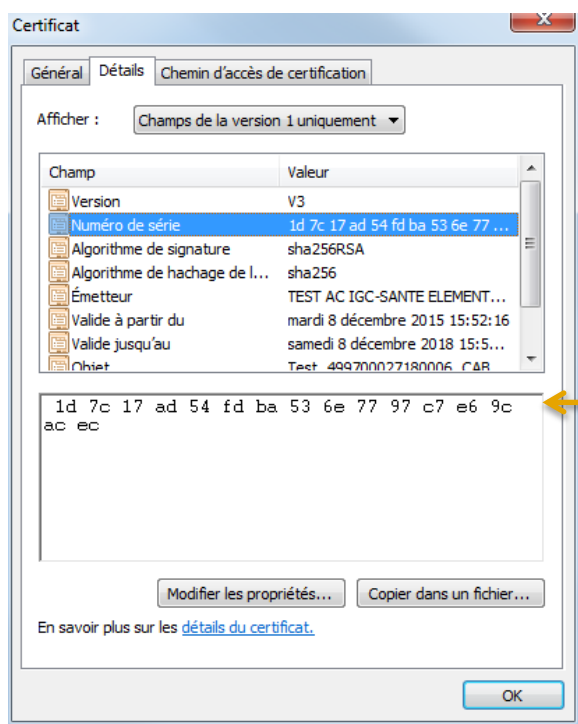 Certificat
Général Détails Chemin d'accès de certification
Afficher : Champs de la version 1 uniquement
Champ Valeur
Version V3
Numéro de série 1d 7c 17 ad 54 fd ba 53 6e 77 ...
Algorithme de signature sha256RSA
Algorithme de hachage de l... sha256
Émetteur TEST AC IGC-SANTE ELEMENT...
Valide à partir du mardi 8 décembre 2015 15:52:16
Valide jusqu'au samedi 8 décembre 2018 15:5...
Objet Test 499700027180006 CAB
1d 7c 17 ad 54 fd ba 53 6e 77 97 c7 e6 9c
ac ec
Modifier les propriétés... Copier dans un fichier...
En savoir plus sur les détails du certificat.
OK